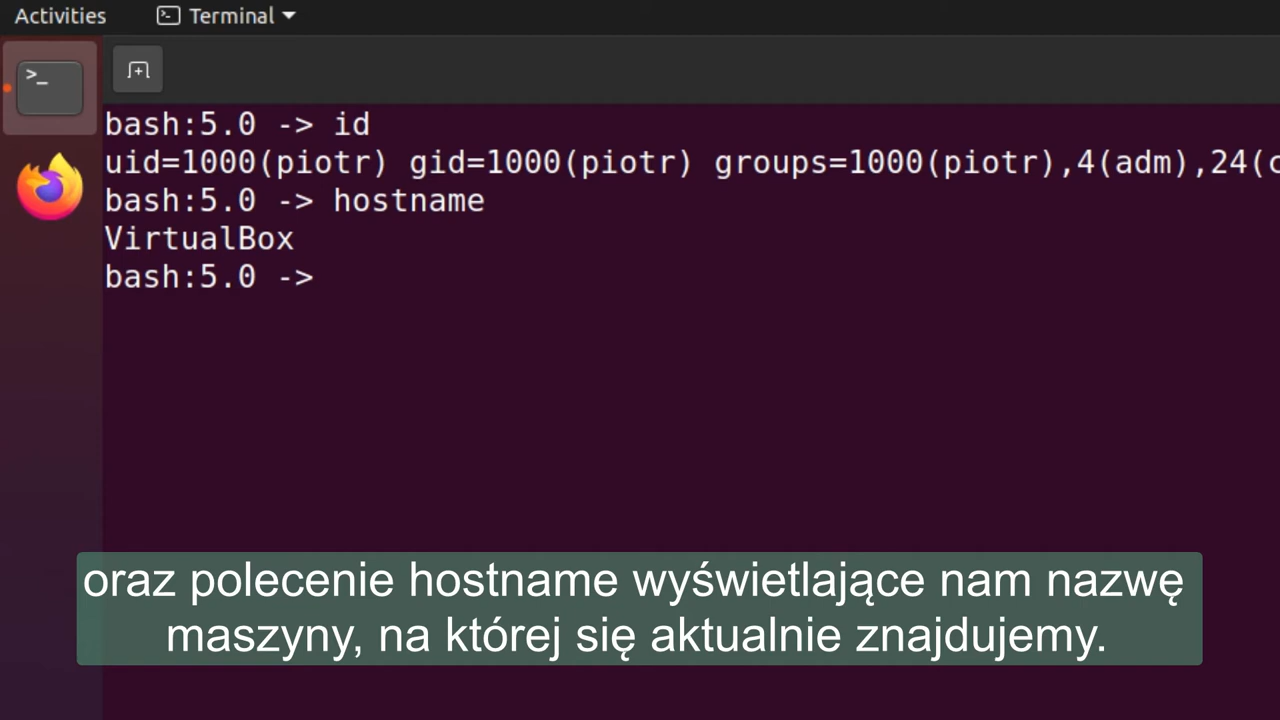 Activities
Terminal
bash:5.0 -> id
uid=1000(piotr) gid=1000(piotr) groups=1000(piotr),4(adm),24(c
bash:5.0 -> hostname
VirtualBox
bash:5.0 ->
oraz polecenie hostname wyświetlające nam nazwę
maszyny, na której się aktualnie znajdujemy.